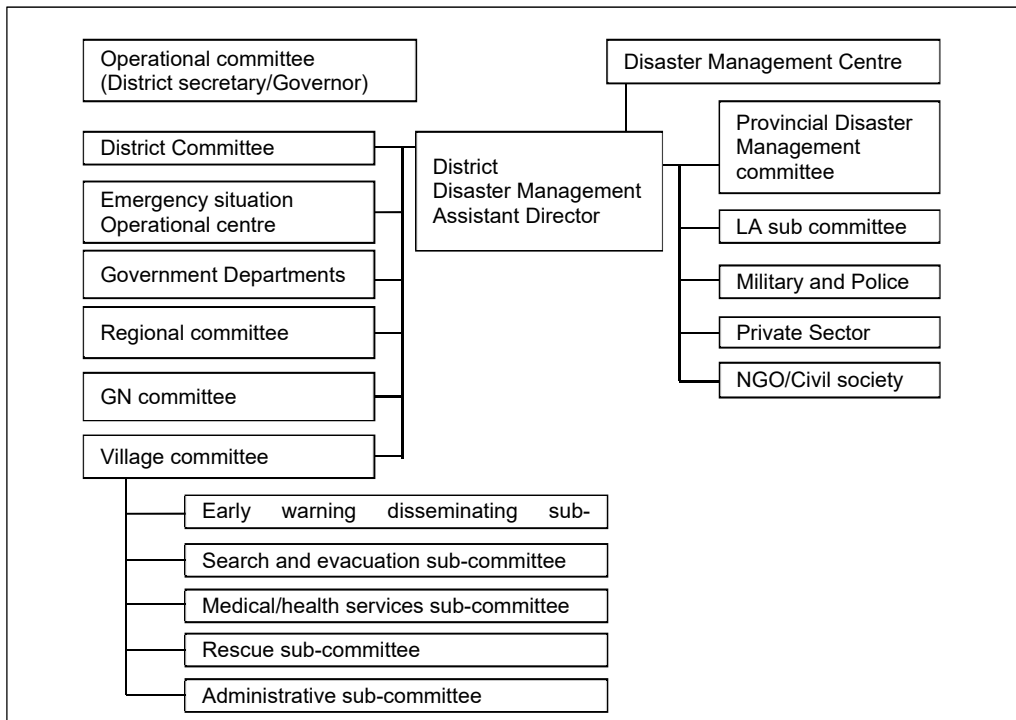 Operational committee
(District secretary/Governor)
Disaster Management Centre
District Committee
Emergency situation
Operational centre
Government Departments
Regional committee
GN committee
Village committee
District
Disaster Management
Assistant Director
Provincial Disaster
Management
committee
LA sub committee
Military and Police
Private Sector
NGO/Civil society
Early warning disseminating sub-
Search and evacuation sub-committee
Medical/health services sub-committee
Rescue sub-committee
Administrative sub-committee